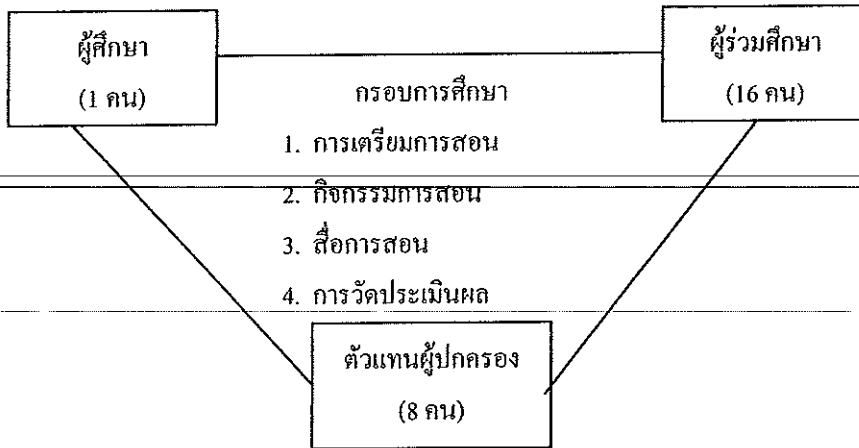 ผู้ศึกษา
(1 คน)
ผู้ร่วมศึกษา
(16 คน)
กรอบการศึกษา
1. การเตรียมการสอน
2. กิจกรรมการสอน
3. สื่อการสอน
4. การวัดประเมินผล
ตัวแทนผู้ปกครอง
(8 คน)